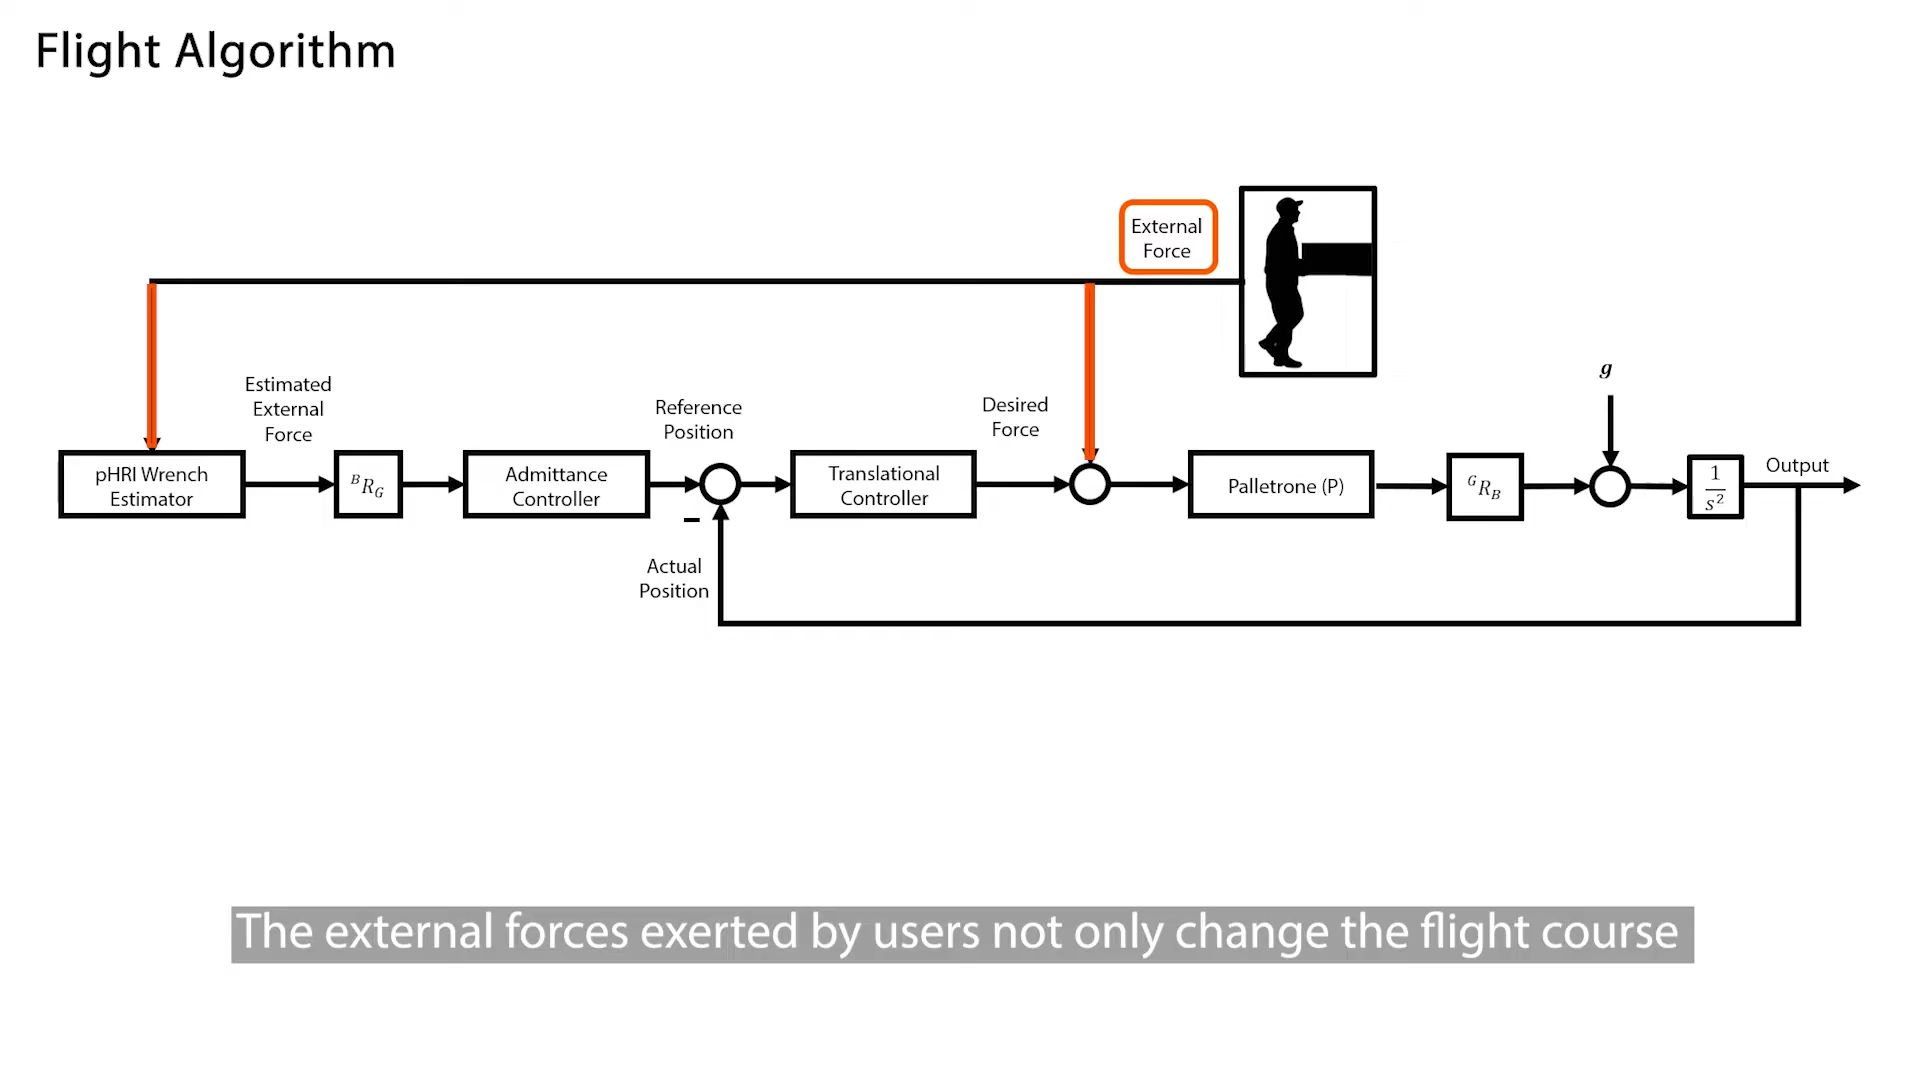 Flight Algorithm
External
Force
g
Estimated
External
Force
Reference
Position
Desired
Force
pHRI Wrench
Estimator
ᴮR_G
Admittance
Controller
Translational
Controller
Palletrone (P)
ᴳR_B
1
s²
Output
−
Actual
Position
The external forces exerted by users not only change the flight course